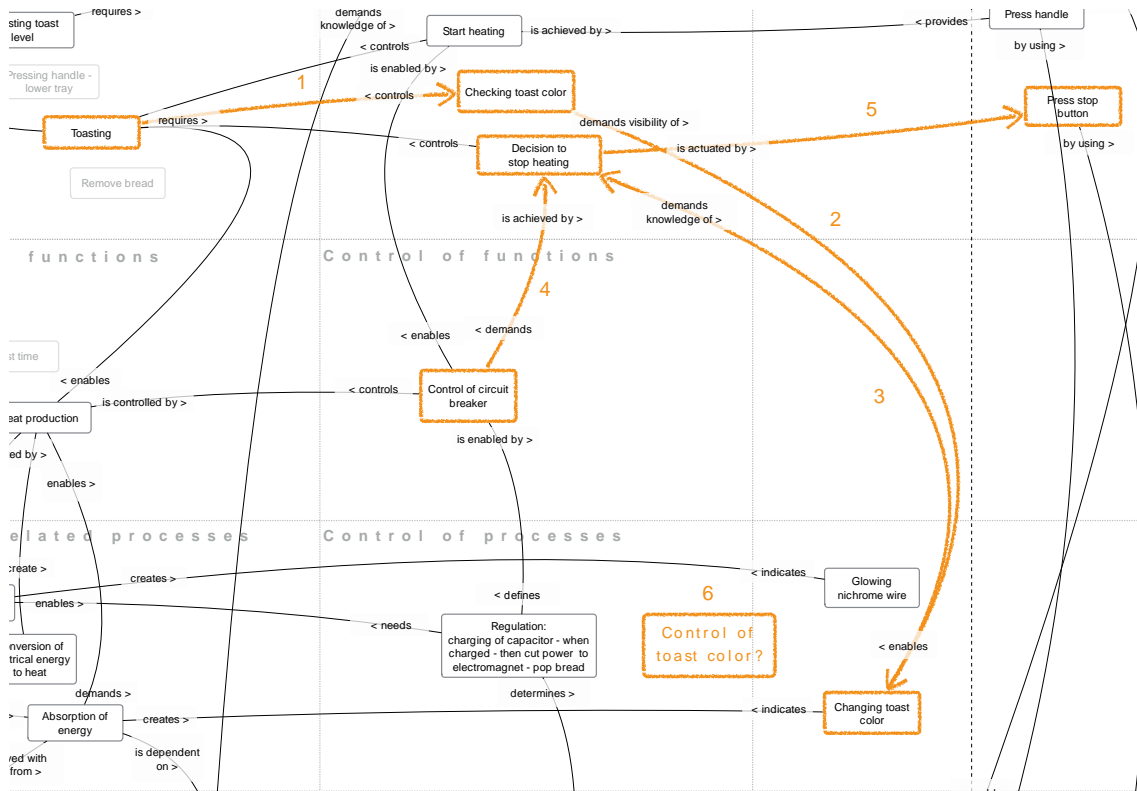 requires >
sting toast
level
demands
knowledge of >
Start heating
is achieved by >
< provides
Press handle
< controls
by using >
Pressing handle -
lower tray
is enabled by >
1
< controls
Checking toast color
5
Press stop
button
Toasting
requires >
demands visibility of >
< controls
Decision to
stop heating
is actuated by >
by using >
Remove bread
is achieved by >
demands
knowledge of >
2
functions
Control of functions
4
< enables
< demands
st time
< enables
3
is controlled by >
< controls
Control of circuit
breaker
eat production
is enabled by >
ed by >
enables >
elated processes
Control of processes
create >
creates >
< indicates
Glowing
nichrome wire
enables >
< defines
6
< needs
Regulation:
charging of capacitor - when
charged - then cut power to
electromagnet - pop bread
Control of
toast color?
nversion of
trical energy
to heat
< enables
demands >
determines >
Absorption of
energy
creates >
< indicates
Changing toast
color
ved with
from >
is dependent
on >